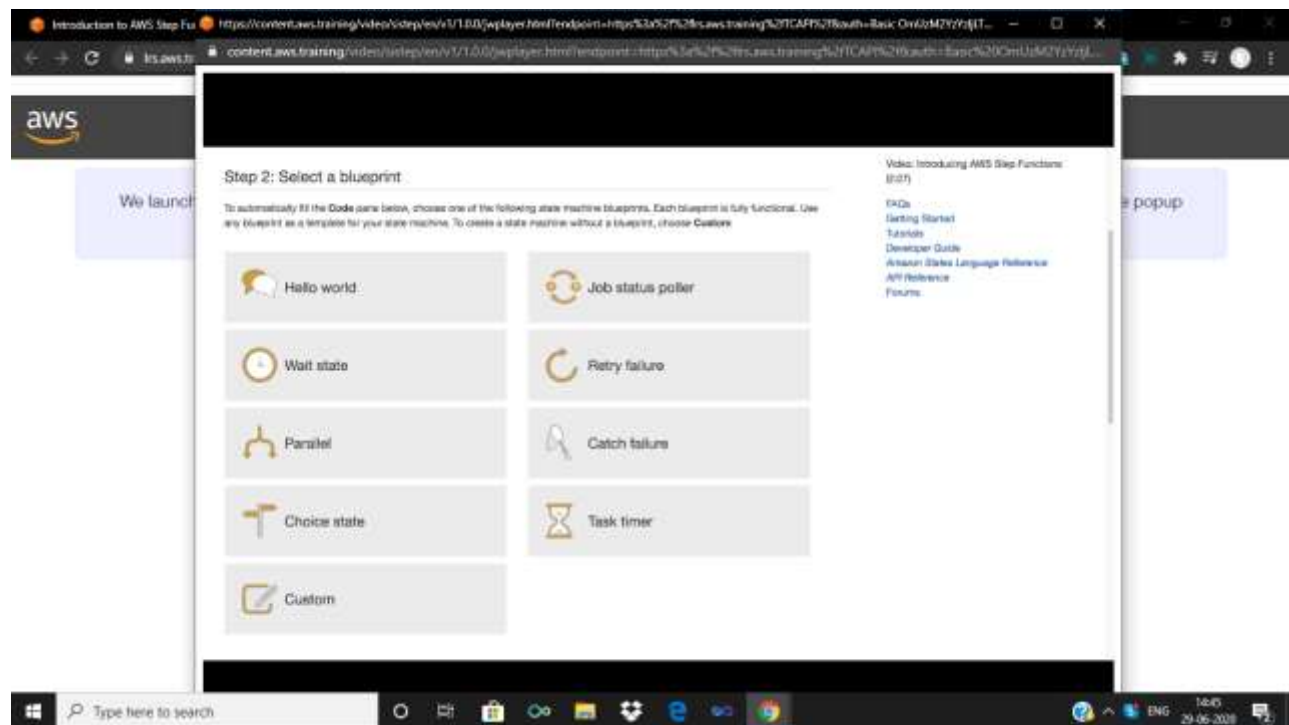 Introduction to AWS Step Fu
https://content.aws.training/video/sistep/en/v1/1.0.0/jwplayer.html?endpoint=https%3a%2f%2flrs.aws.training%2fTCAPI%2f&auth=Basic
lrs.aws.tr
content.aws.training/video/sistep/en/v1/1.0.0/jwplayer.html?endpoint=https%3a%2f%2flrs.aws.training%2fTCAPI%2f&auth=Basic
aws
We launch
e popup
Step 2: Select a blueprint
To automatically fill the Code pane below, choose one of the following state machine blueprints. Each blueprint is fully functional. Use
any blueprint as a template for your state machine. To create a state machine without a blueprint, choose Custom
Video: Introducing AWS Step Functions
(2:07)
FAQs
Getting Started
Tutorials
Developer Guide
Amazon States Language Reference
API Reference
Forums
Hello world
Job status poller
Wait state
Retry failure
Parallel
Catch failure
Choice state
Task timer
Custom
Type here to search
ENG
14:45
29-06-2020